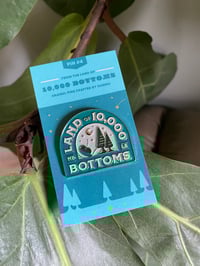 PIN #4
FROM THE LAND OF
10,000 BOTTOMS
LAND OF 10,000
BOTTOMS